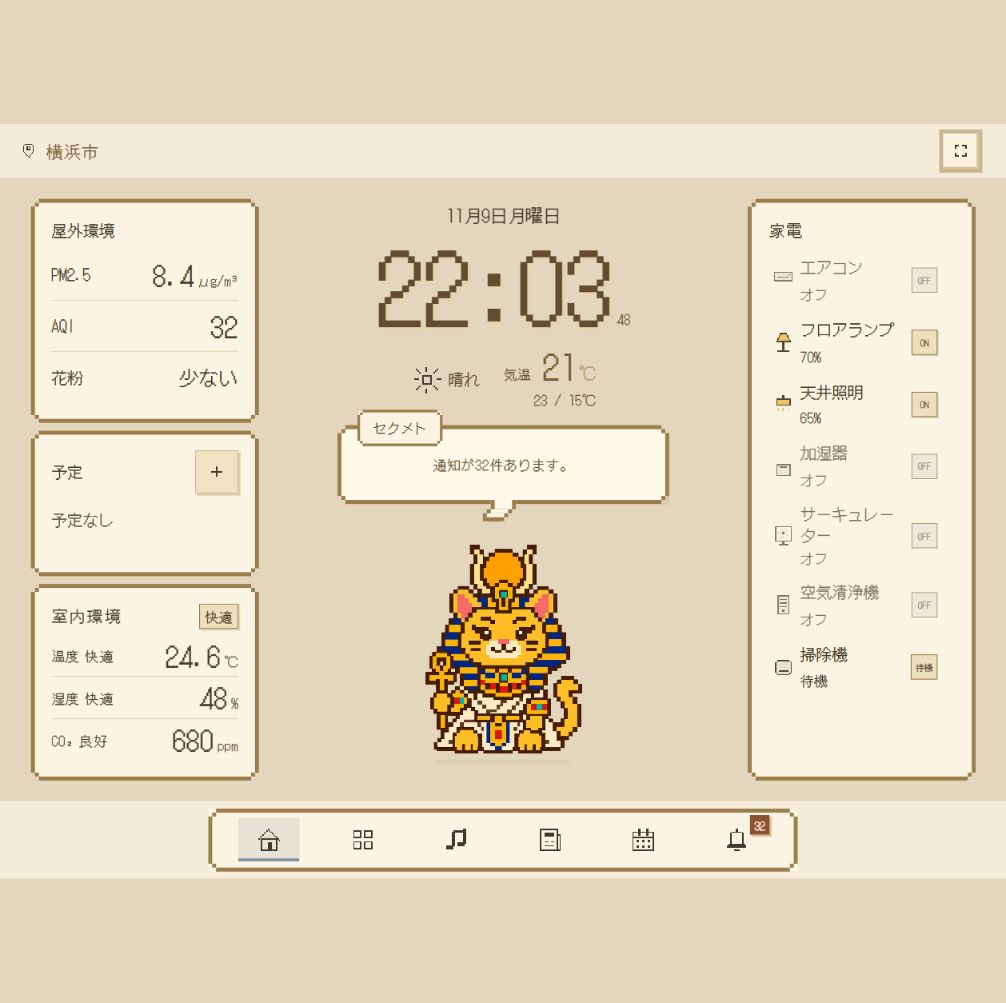 横浜市
屋外環境
PM2.5 8.4 μg/m³
AQI 32
花粉 少ない
予定 +
予定なし
室内環境 快適
温度 快適 24.6 ℃
湿度 快適 48 %
CO₂ 良好 680 ppm
11月9日月曜日
22:03 48
晴れ 気温 21℃
23 / 15℃
セクメト
通知が32件あります。
家電
エアコン
オフ OFF
フロアランプ
70% ON
天井照明
65% ON
加湿器
オフ OFF
サーキュレー
ター
オフ OFF
空気清浄機
オフ OFF
掃除機
待機 待機
32